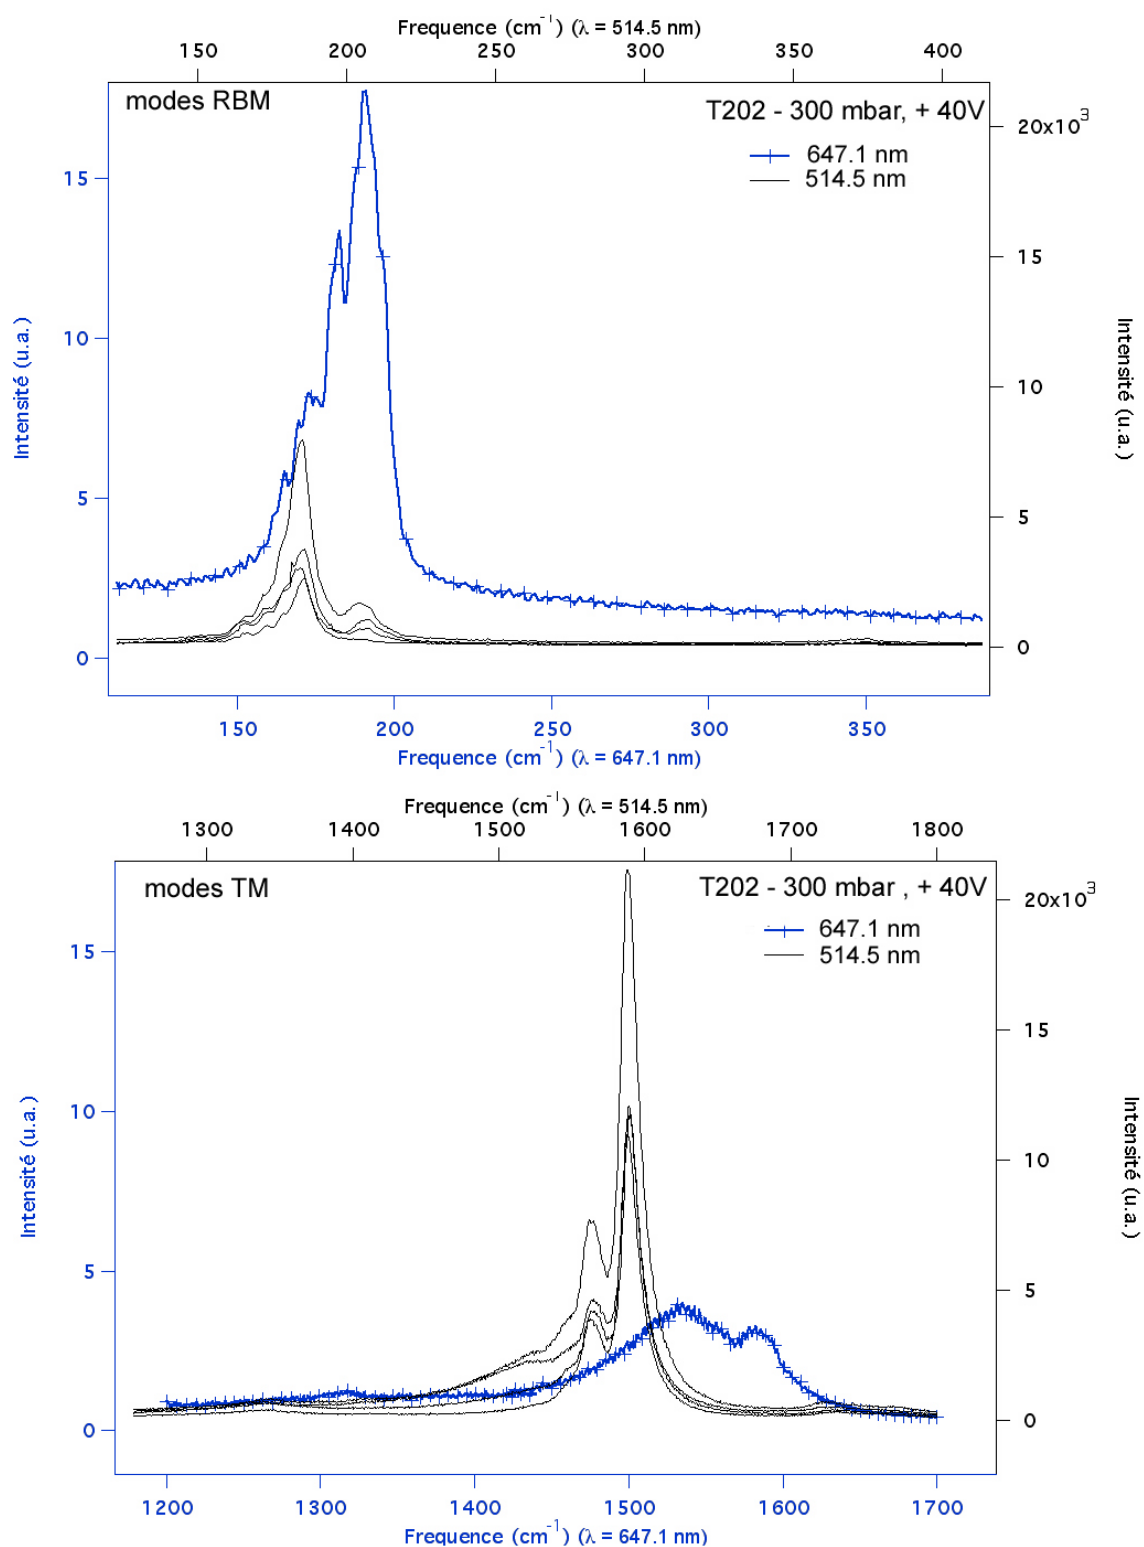 Frequence (cm-1) (λ = 514.5 nm)
150 200 250 300 350 400
modes RBM
T202 - 300 mbar, + 40V
647.1 nm
514.5 nm
15
10
5
0
Intensité (u.a.)
20x10³
15
10
5
0
Intensité (u.a.)
150 200 250 300 350
Frequence (cm-1) (λ = 647.1 nm)
Frequence (cm-1) (λ = 514.5 nm)
1300 1400 1500 1600 1700 1800
modes TM
T202 - 300 mbar , + 40V
647.1 nm
514.5 nm
15
10
5
0
Intensité (u.a.)
20x10³
15
10
5
0
Intensité (u.a.)
1200 1300 1400 1500 1600 1700
Frequence (cm-1) (λ = 647.1 nm)